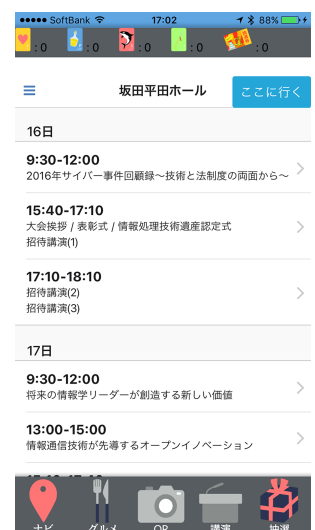 SoftBank 17:02 88%
: 0 : 0 : 0 : 0 : 0
坂田平田ホール ここに行く
16日
9:30-12:00
2016年サイバー事件回顧録〜技術と法制度の両面から〜
15:40-17:10
大会挨拶 / 表彰式 / 情報処理技術遺産認定式
招待講演(1)
17:10-18:10
招待講演(2)
招待講演(3)
17日
9:30-12:00
将来の情報学リーダーが創造する新しい価値
13:00-15:00
情報通信技術が先導するオープンイノベーション
ナビ グルメ QR 講演 抽選